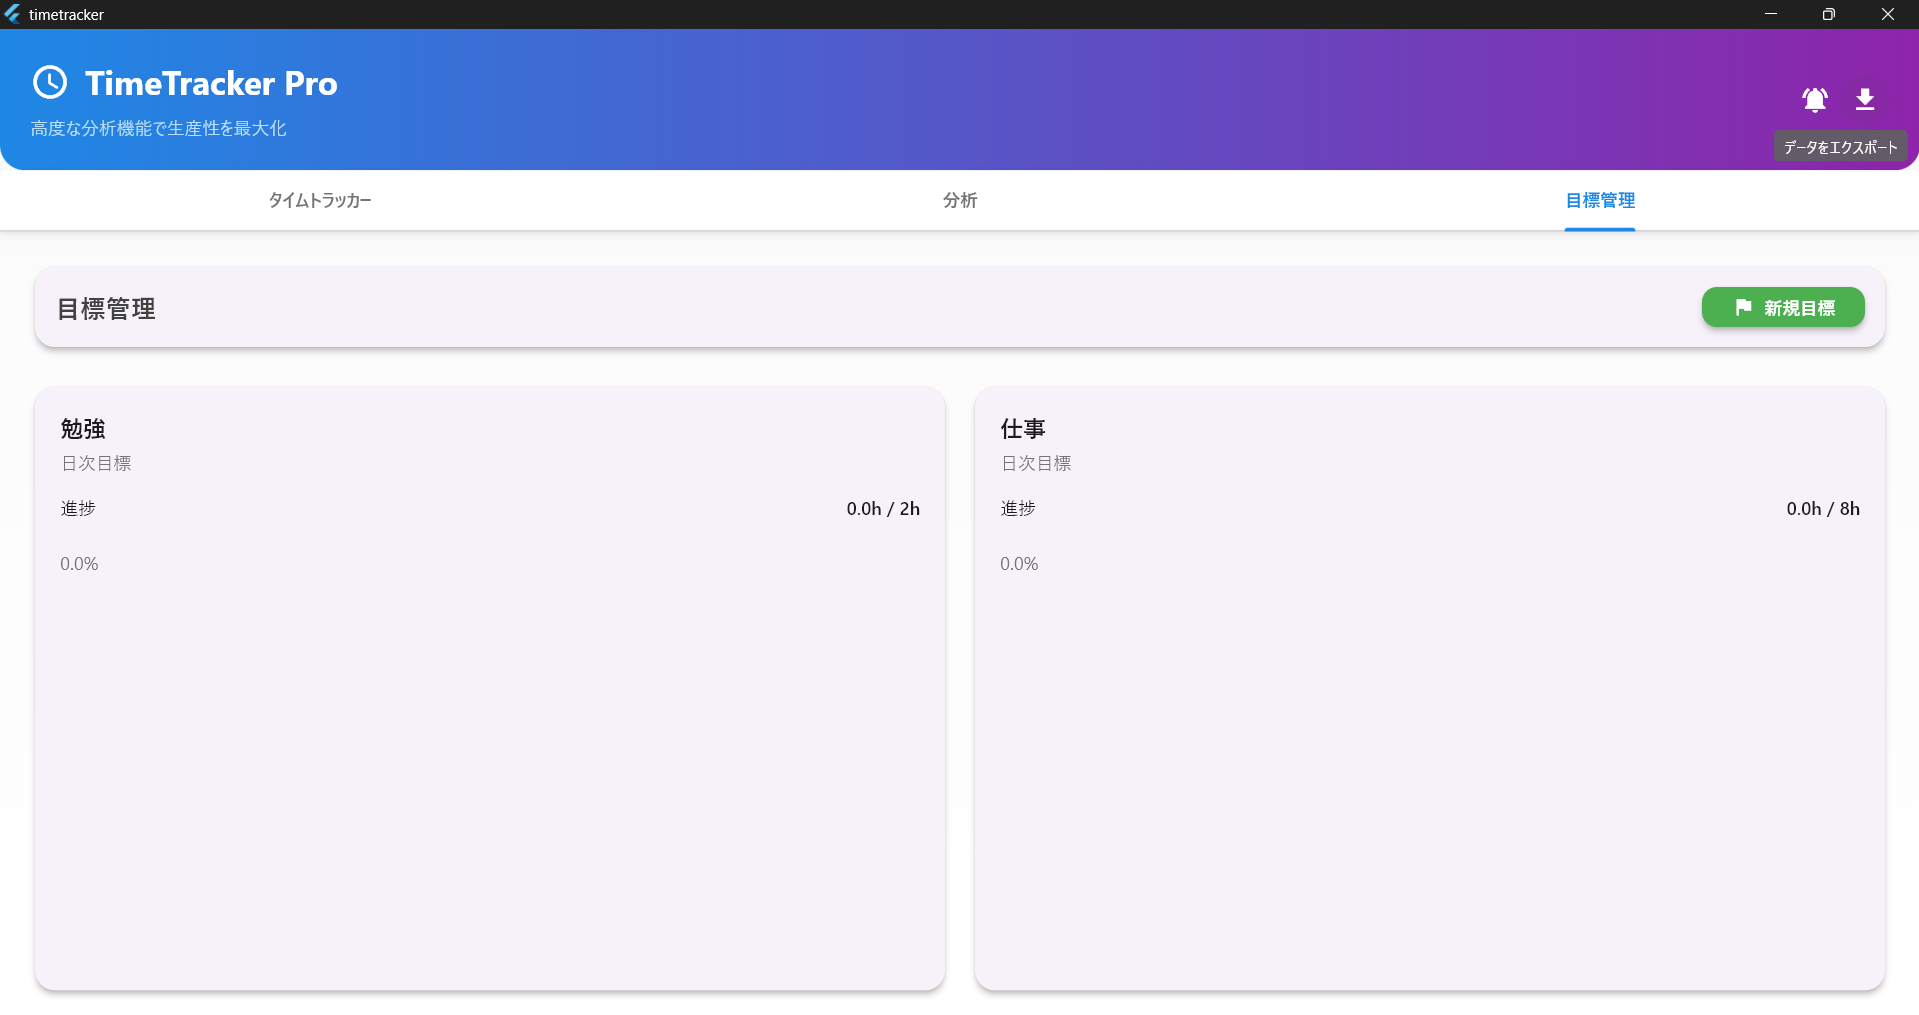 timetracker
TimeTracker Pro
高度な分析機能で生産性を最大化
データをエクスポート
タイムトラッカー
分析
目標管理
目標管理
新規目標
勉強
日次目標
進捗
0.0h / 2h
0.0%
仕事
日次目標
進捗
0.0h / 8h
0.0%